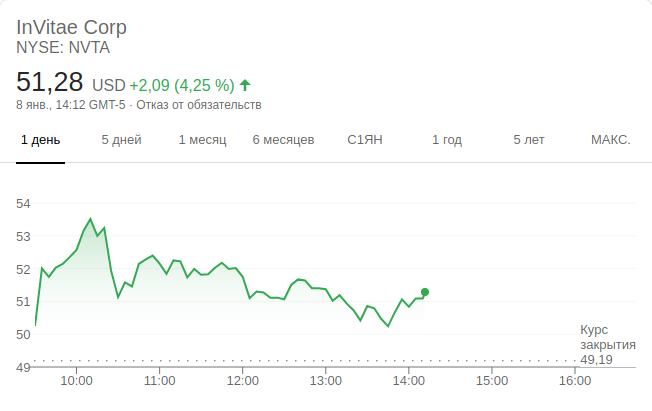 InVitae Corp
NYSE: NVTA
51,28 USD +2,09 (4,25 %)
8 янв., 14:12 GMT-5 · Отказ от обязательств
1 день 5 дней 1 месяц 6 месяцев С1ЯН 1 год 5 лет МАКС.
54
53
52
51
50
Курс
закрытия
49,19
49
10:00 11:00 12:00 13:00 14:00 15:00 16:00